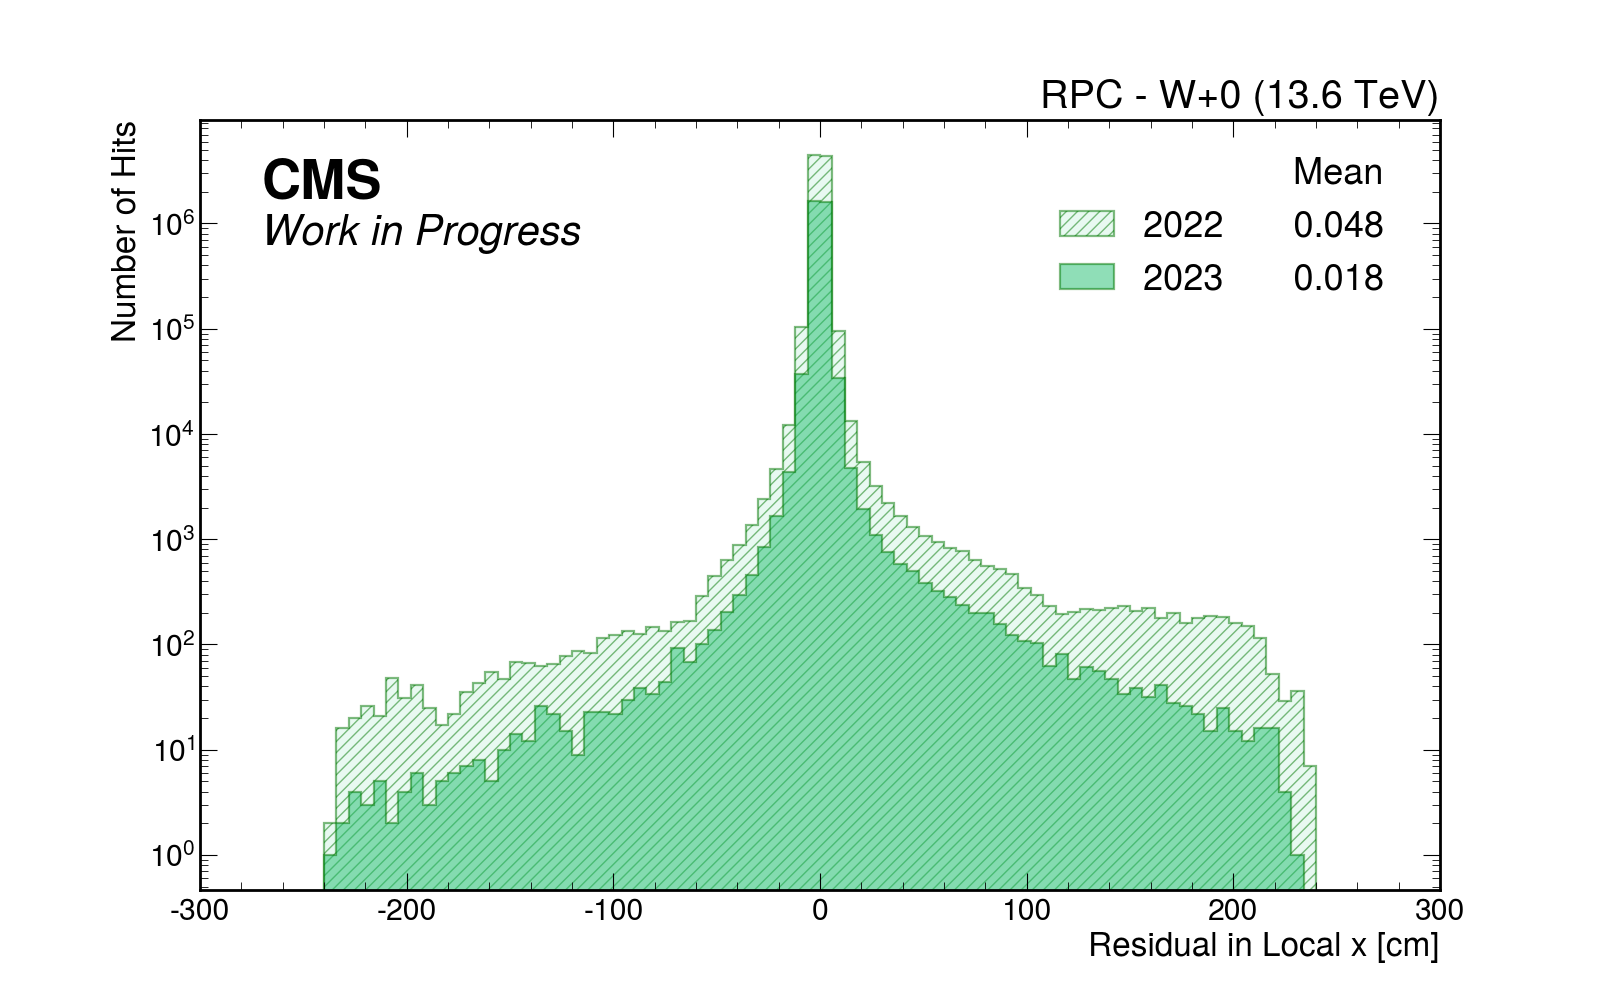 RPC - W+0 (13.6 TeV)
CMS
Work in Progress
Mean
2022 0.048
2023 0.018
Number of Hits
10⁶
10⁵
10⁴
10³
10²
10¹
10⁰
-300 -200 -100 0 100 200 300
Residual in Local x [cm]